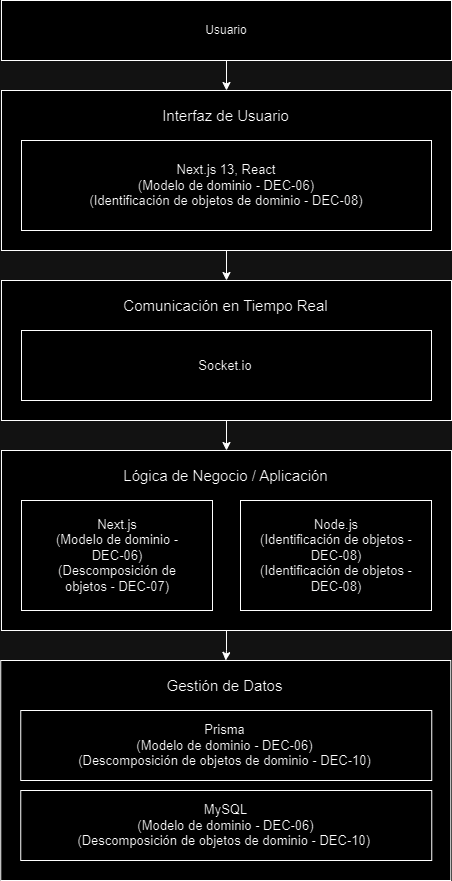 Usuario
Interfaz de Usuario
Next.js 13, React
(Modelo de dominio - DEC-06)
(Identificación de objetos de dominio - DEC-08)
Comunicación en Tiempo Real
Socket.io
Lógica de Negocio / Aplicación
Next.js
(Modelo de dominio -
DEC-06)
(Descomposición de
objetos - DEC-07)
Node.js
(Identificación de objetos -
DEC-08)
(Identificación de objetos -
DEC-08)
Gestión de Datos
Prisma
(Modelo de dominio - DEC-06)
(Descomposición de objetos de dominio - DEC-10)
MySQL
(Modelo de dominio - DEC-06)
(Descomposición de objetos de dominio - DEC-10)